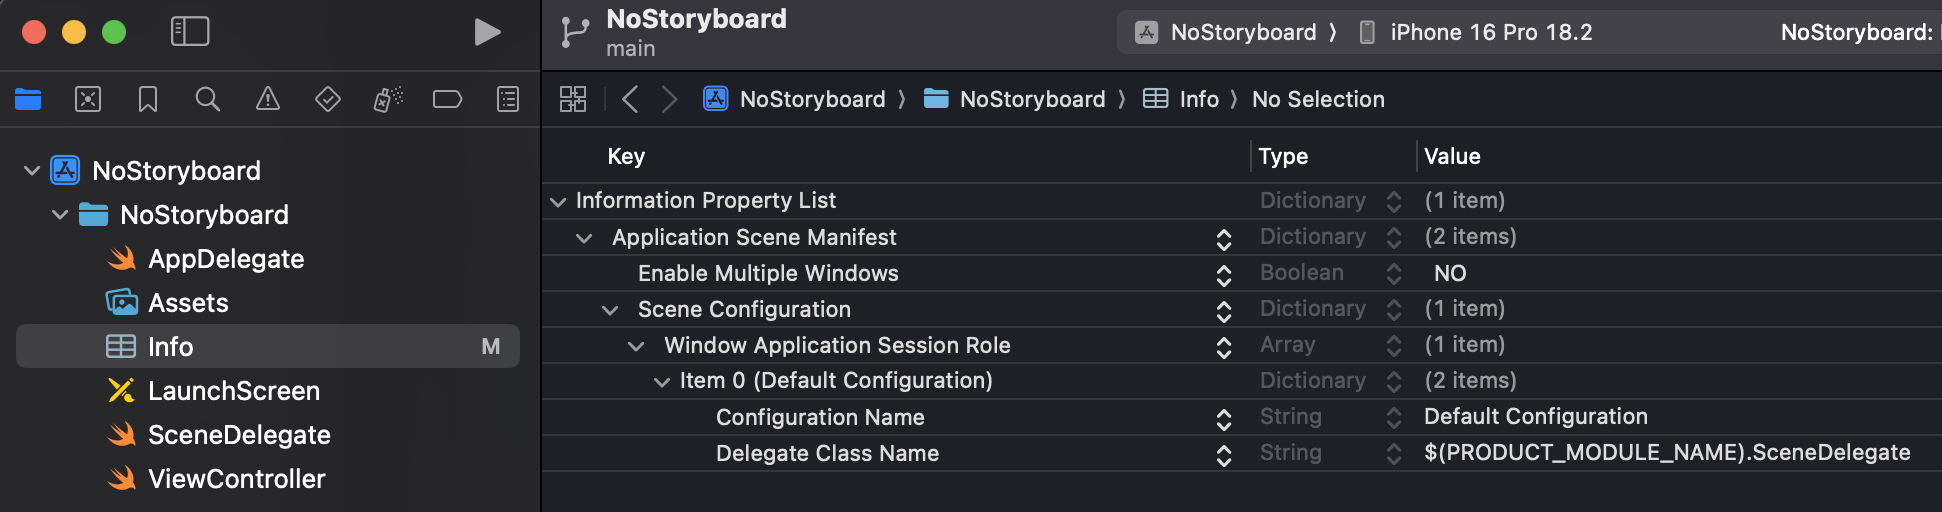 NoStoryboard
main
NoStoryboard 〉 iPhone 16 Pro 18.2
NoStoryboard:
NoStoryboard 〉 NoStoryboard 〉 Info 〉 No Selection
NoStoryboard
NoStoryboard
AppDelegate
Assets
Info M
LaunchScreen
SceneDelegate
ViewController
Key Type Value
Information Property List Dictionary (1 item)
Application Scene Manifest Dictionary (2 items)
Enable Multiple Windows Boolean NO
Scene Configuration Dictionary (1 item)
Window Application Session Role Array (1 item)
Item 0 (Default Configuration) Dictionary (2 items)
Configuration Name String Default Configuration
Delegate Class Name String $(PRODUCT_MODULE_NAME).SceneDelegate